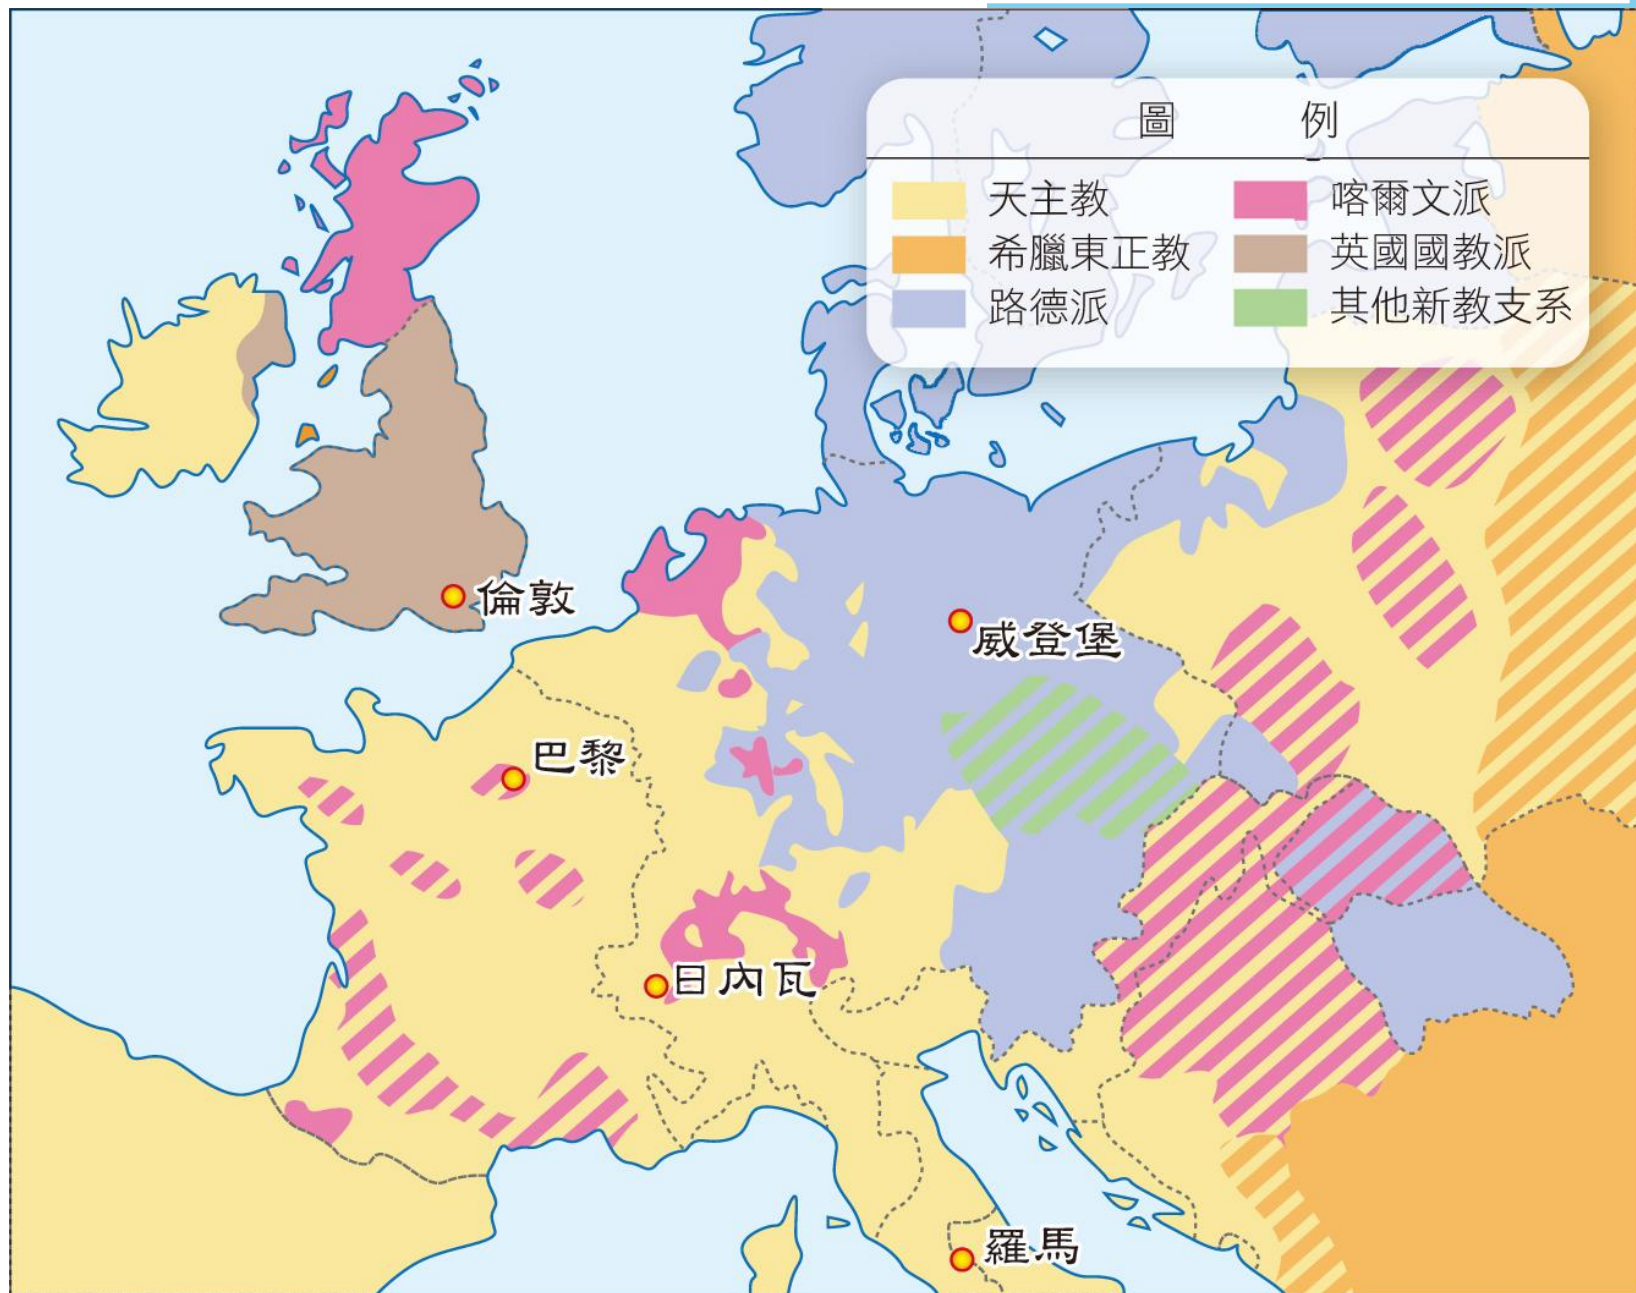 圖例
天主教
希臘東正教
路德派
喀爾文派
英國國教派
其他新教支系
倫敦
威登堡
巴黎
日內瓦
羅馬